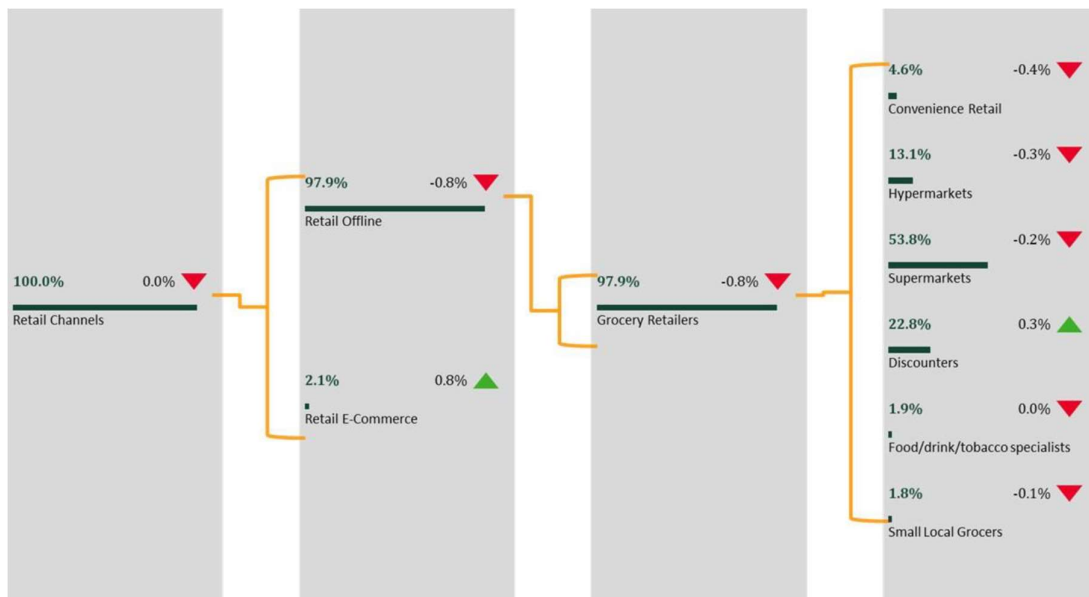 100.0% 0.0%
Retail Channels
97.9% -0.8%
Retail Offline
2.1% 0.8%
Retail E-Commerce
97.9% -0.8%
Grocery Retailers
4.6% -0.4%
Convenience Retail
13.1% -0.3%
Hypermarkets
53.8% -0.2%
Supermarkets
22.8% 0.3%
Discounters
1.9% 0.0%
Food/drink/tobacco specialists
1.8% -0.1%
Small Local Grocers